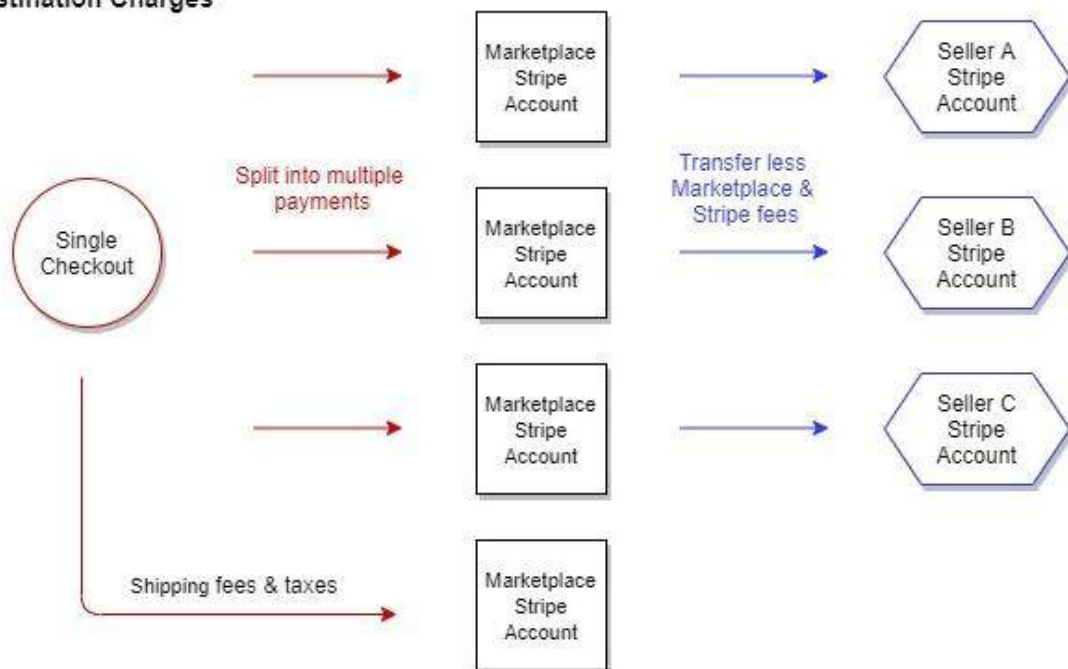 Charges
Marketplace
Stripe
Account
Seller A
Stripe
Account
Split into multiple
payments
Transfer less
Marketplace &
Stripe fees
Single
Checkout
Marketplace
Stripe
Account
Seller B
Stripe
Account
Marketplace
Stripe
Account
Seller C
Stripe
Account
Shipping fees & taxes
Marketplace
Stripe
Account